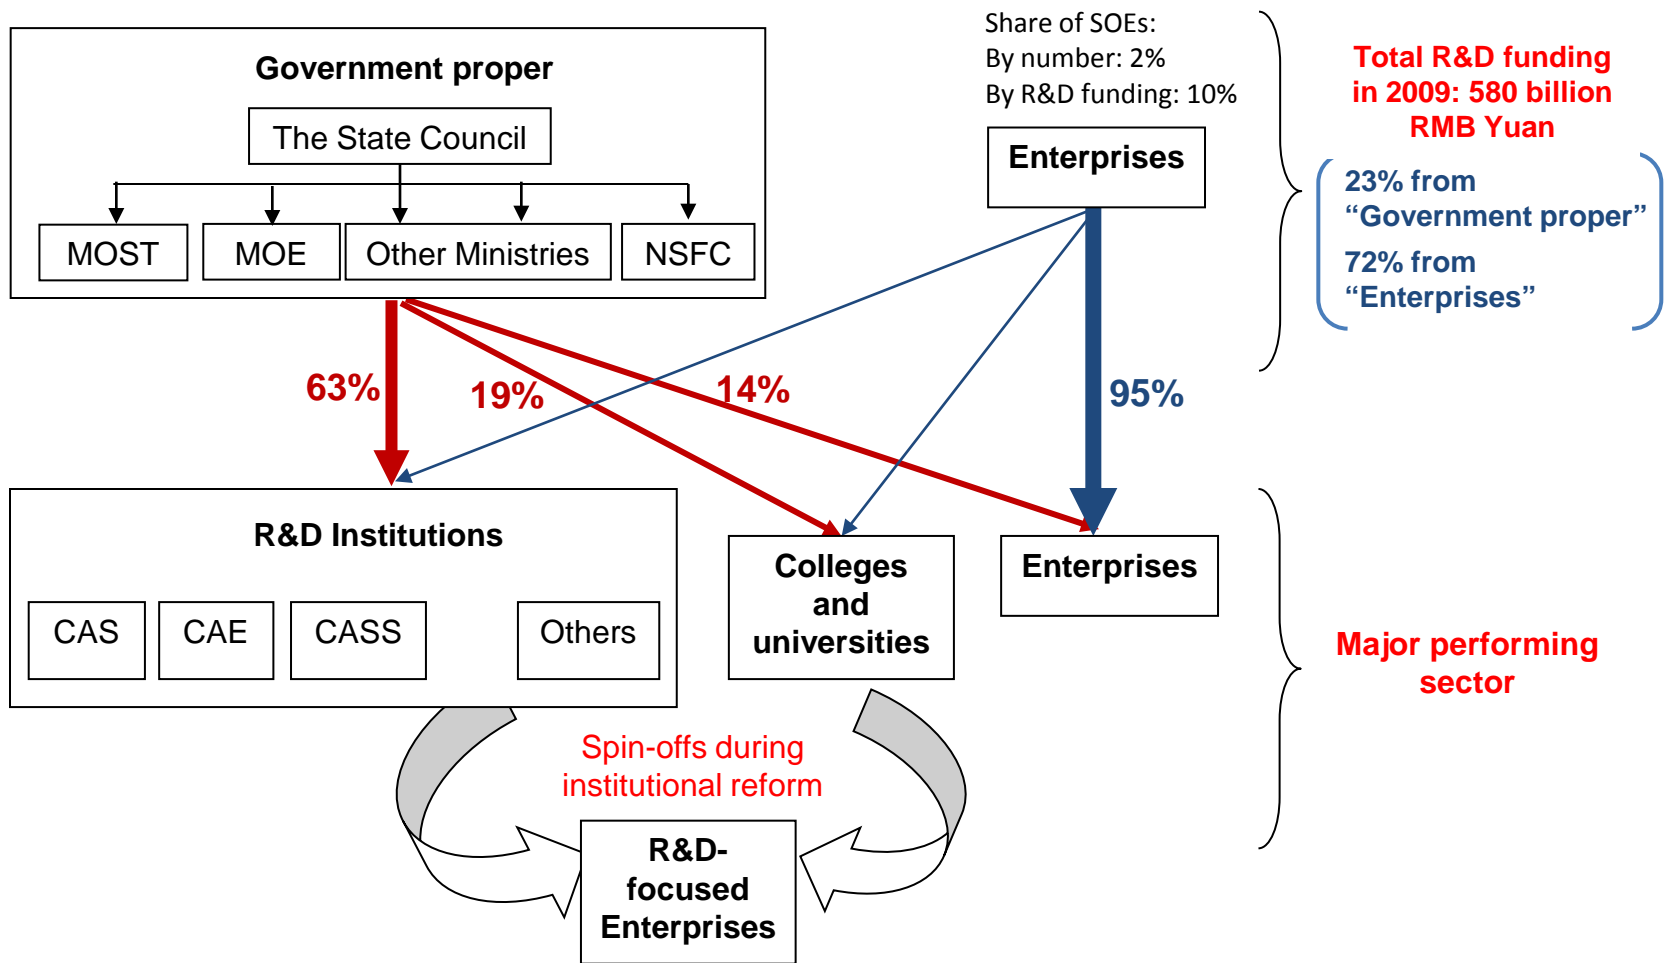 Government proper
The State Council
MOST
MOE
Other Ministries
NSFC
Share of SOEs:
By number: 2%
By R&D funding: 10%
Enterprises
Total R&D funding
in 2009: 580 billion
RMB Yuan
23% from
“Government proper”
72% from
“Enterprises”
63%
19%
14%
95%
R&D Institutions
CAS
CAE
CASS
Others
Colleges
and
universities
Enterprises
Major performing
sector
Spin-offs during
institutional reform
R&D-
focused
Enterprises